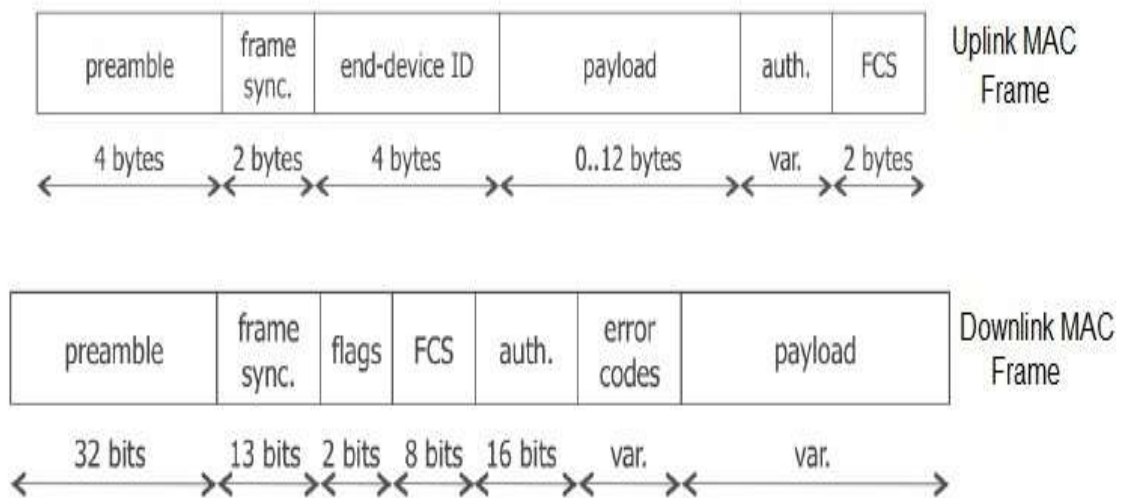 preamble
frame
sync.
end-device ID
payload
auth.
FCS
Uplink MAC
Frame
4 bytes
2 bytes
4 bytes
0..12 bytes
var.
2 bytes
preamble
frame
sync.
flags
FCS
auth.
error
codes
payload
Downlink MAC
Frame
32 bits
13 bits
2 bits
8 bits
16 bits
var.
var.